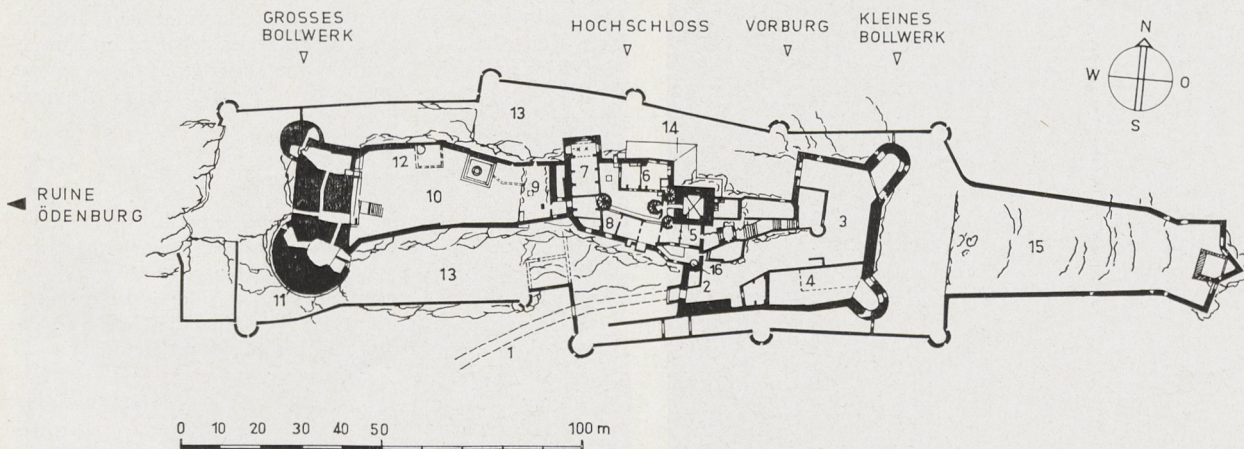 GROSSES
BOLLWERK
HOCHSCHLOSS
VORBURG
KLEINES
BOLLWERK
N
W
O
S
13
14
12
7
6
10
9
3
RUINE
ÖDENBURG
8
5
15
13
16
11
2
4
1
0 10 20 30 40 50 100 m